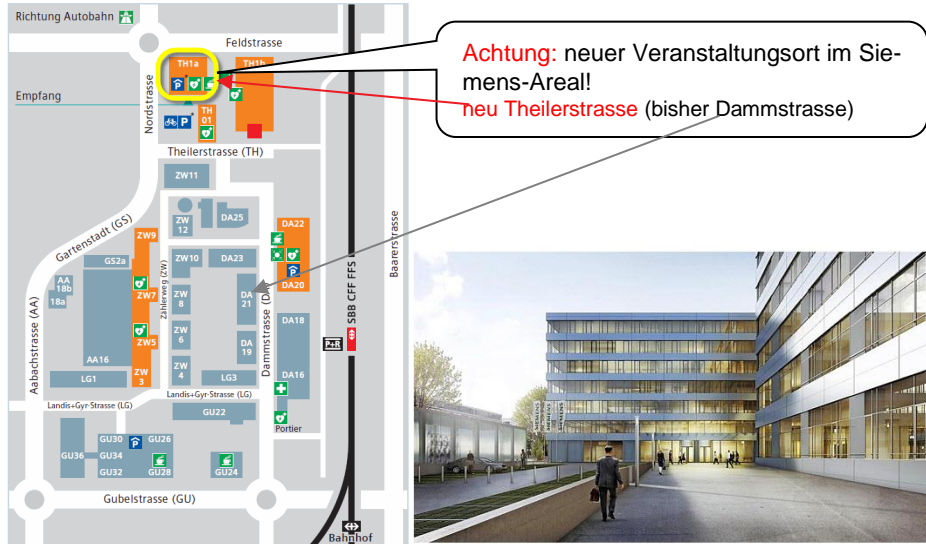 Richtung Autobahn
Feldstrasse
TH1a
TH1b
Empfang
Nordstrasse
TH
01
P
Theilerstrasse (TH)
Achtung: neuer Veranstaltungsort im Sie-
mens-Areal!
neu Theilerstrasse (bisher Dammstrasse)
ZW11
Gartenstadt (GS)
ZW
12
DA25
DA22
ZW9
GS2a
ZW10
DA23
P
DA20
Baarerstrasse
SBB CFF FFS
AA
18b
18a
ZW7
Zählerweg (ZW)
ZW
8
DA
21
Dammstrasse (DA)
DA18
Aabachstrasse (AA)
ZW5
ZW
6
DA
19
P+R
AA16
ZW
3
ZW
4
DA16
LG1
LG3
Landis+Gyr-Strasse (LG)
Landis+Gyr-Strasse (LG)
GU22
Portier
GU30
P
GU26
GU36
GU34
GU32
GU28
GU24
Gubelstrasse (GU)
Bahnhof
SIEMENS